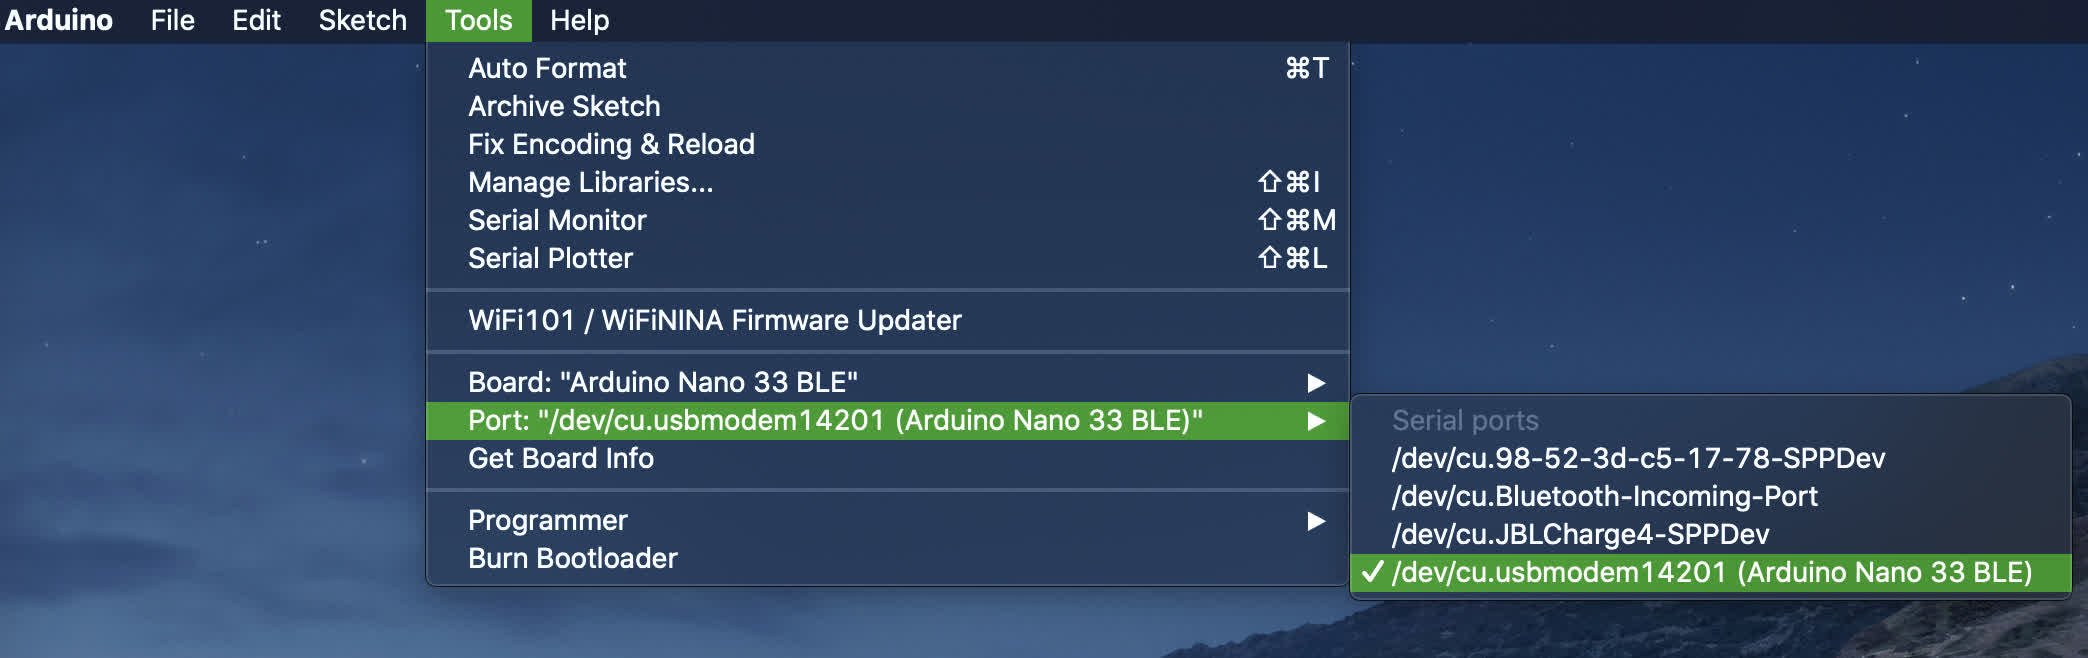 Arduino File Edit Sketch Tools Help
Auto Format ⌘T
Archive Sketch
Fix Encoding & Reload
Manage Libraries... ⇧⌘I
Serial Monitor ⇧⌘M
Serial Plotter ⇧⌘L
WiFi101 / WiFiNINA Firmware Updater
Board: "Arduino Nano 33 BLE" ▶
Port: "/dev/cu.usbmodem14201 (Arduino Nano 33 BLE)" ▶
Get Board Info
Programmer ▶
Burn Bootloader
Serial ports
/dev/cu.98-52-3d-c5-17-78-SPPDev
/dev/cu.Bluetooth-Incoming-Port
/dev/cu.JBLCharge4-SPPDev
✓ /dev/cu.usbmodem14201 (Arduino Nano 33 BLE)